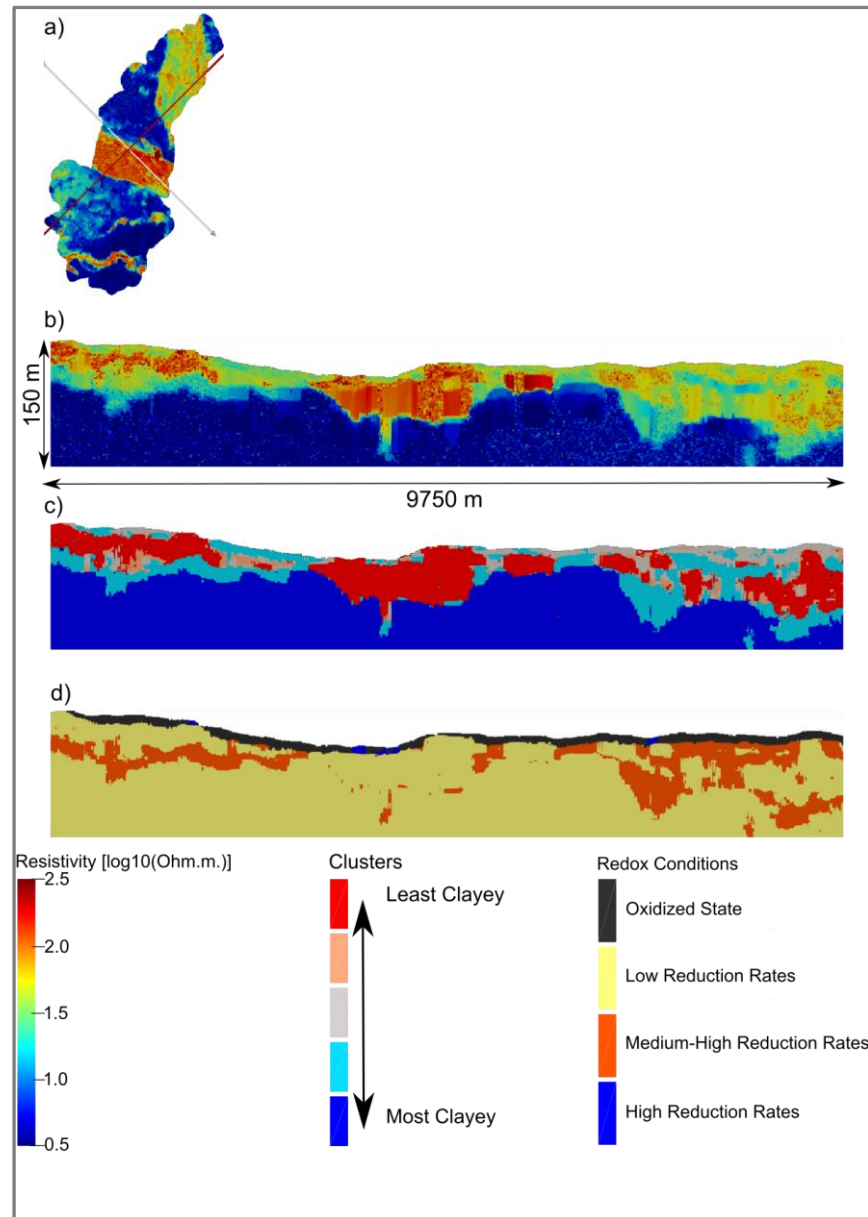 a)
b)
150 m
9750 m
c)
d)
Resistivity [log10(Ohm.m.)]
2.5
2.0
1.5
1.0
0.5
Clusters
Least Clayey
Most Clayey
Redox Conditions
Oxidized State
Low Reduction Rates
Medium-High Reduction Rates
High Reduction Rates